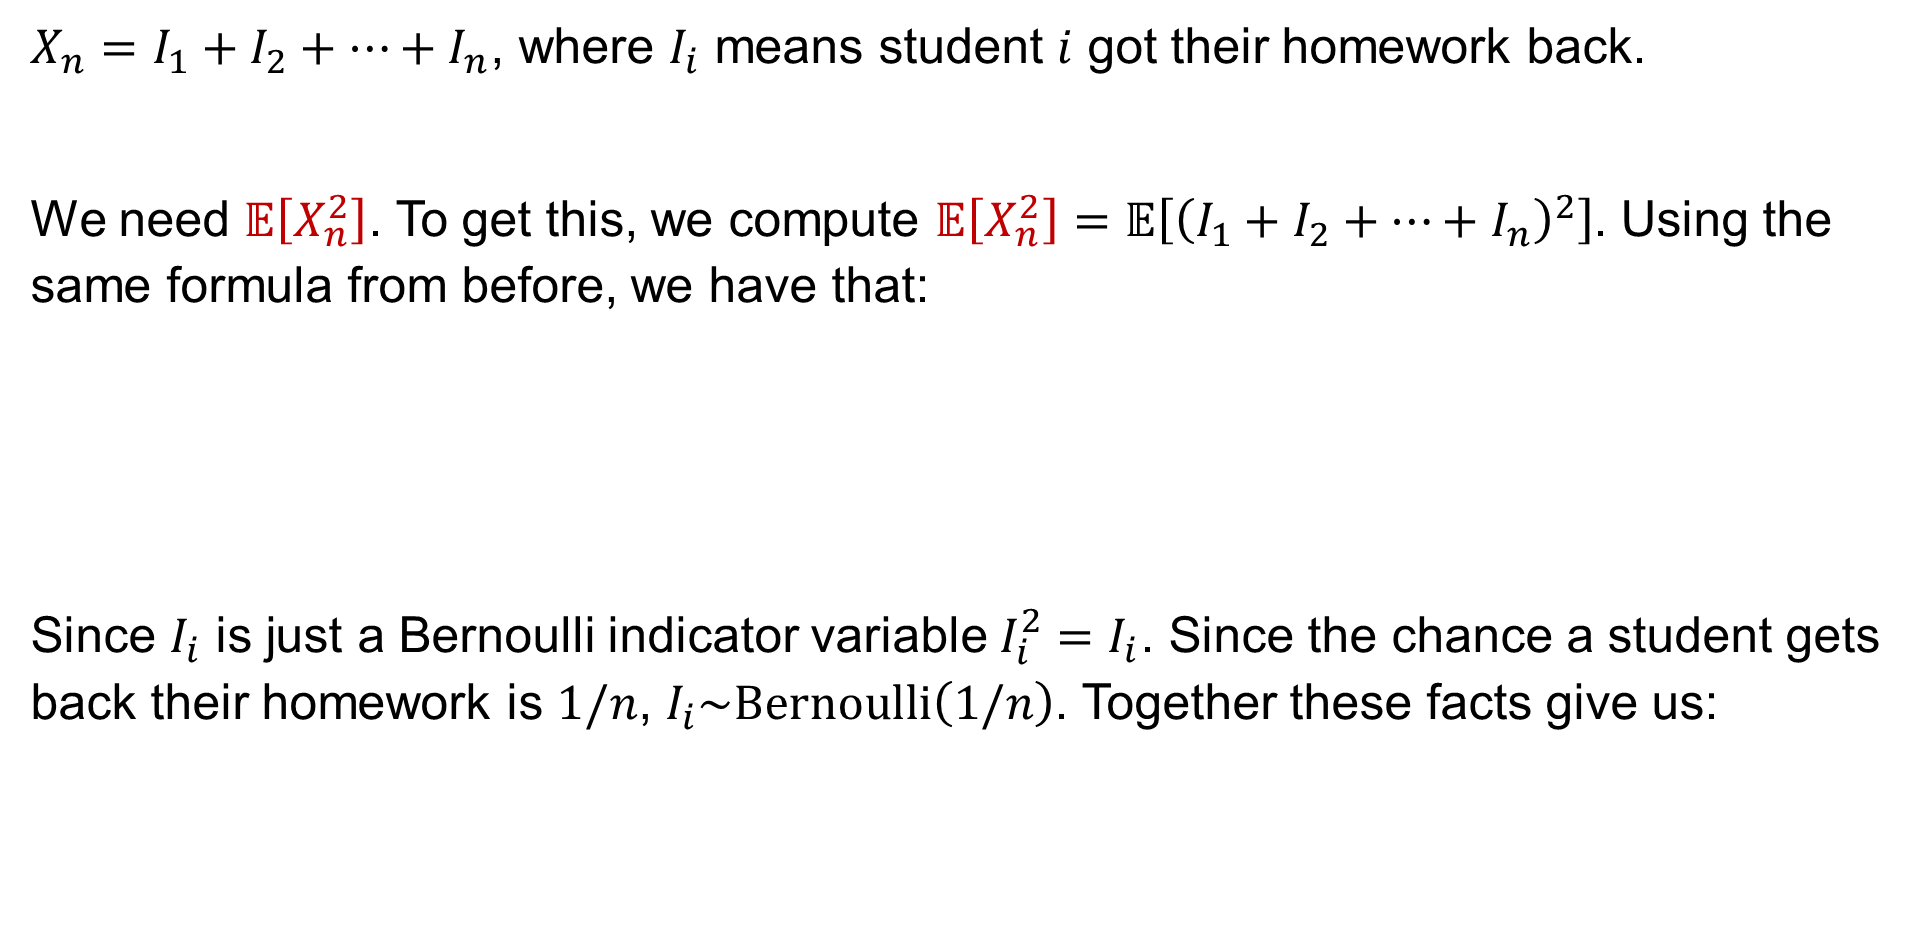 Xₙ = I₁ + I₂ + ⋯ + Iₙ, where Iᵢ means student i got their homework back.
We need 𝔼[Xₙ²]. To get this, we compute 𝔼[Xₙ²] = 𝔼[(I₁ + I₂ + ⋯ + Iₙ)²]. Using the
same formula from before, we have that:
Since Iᵢ is just a Bernoulli indicator variable Iᵢ² = Iᵢ. Since the chance a student gets
back their homework is 1/n, Iᵢ~Bernoulli(1/n). Together these facts give us: